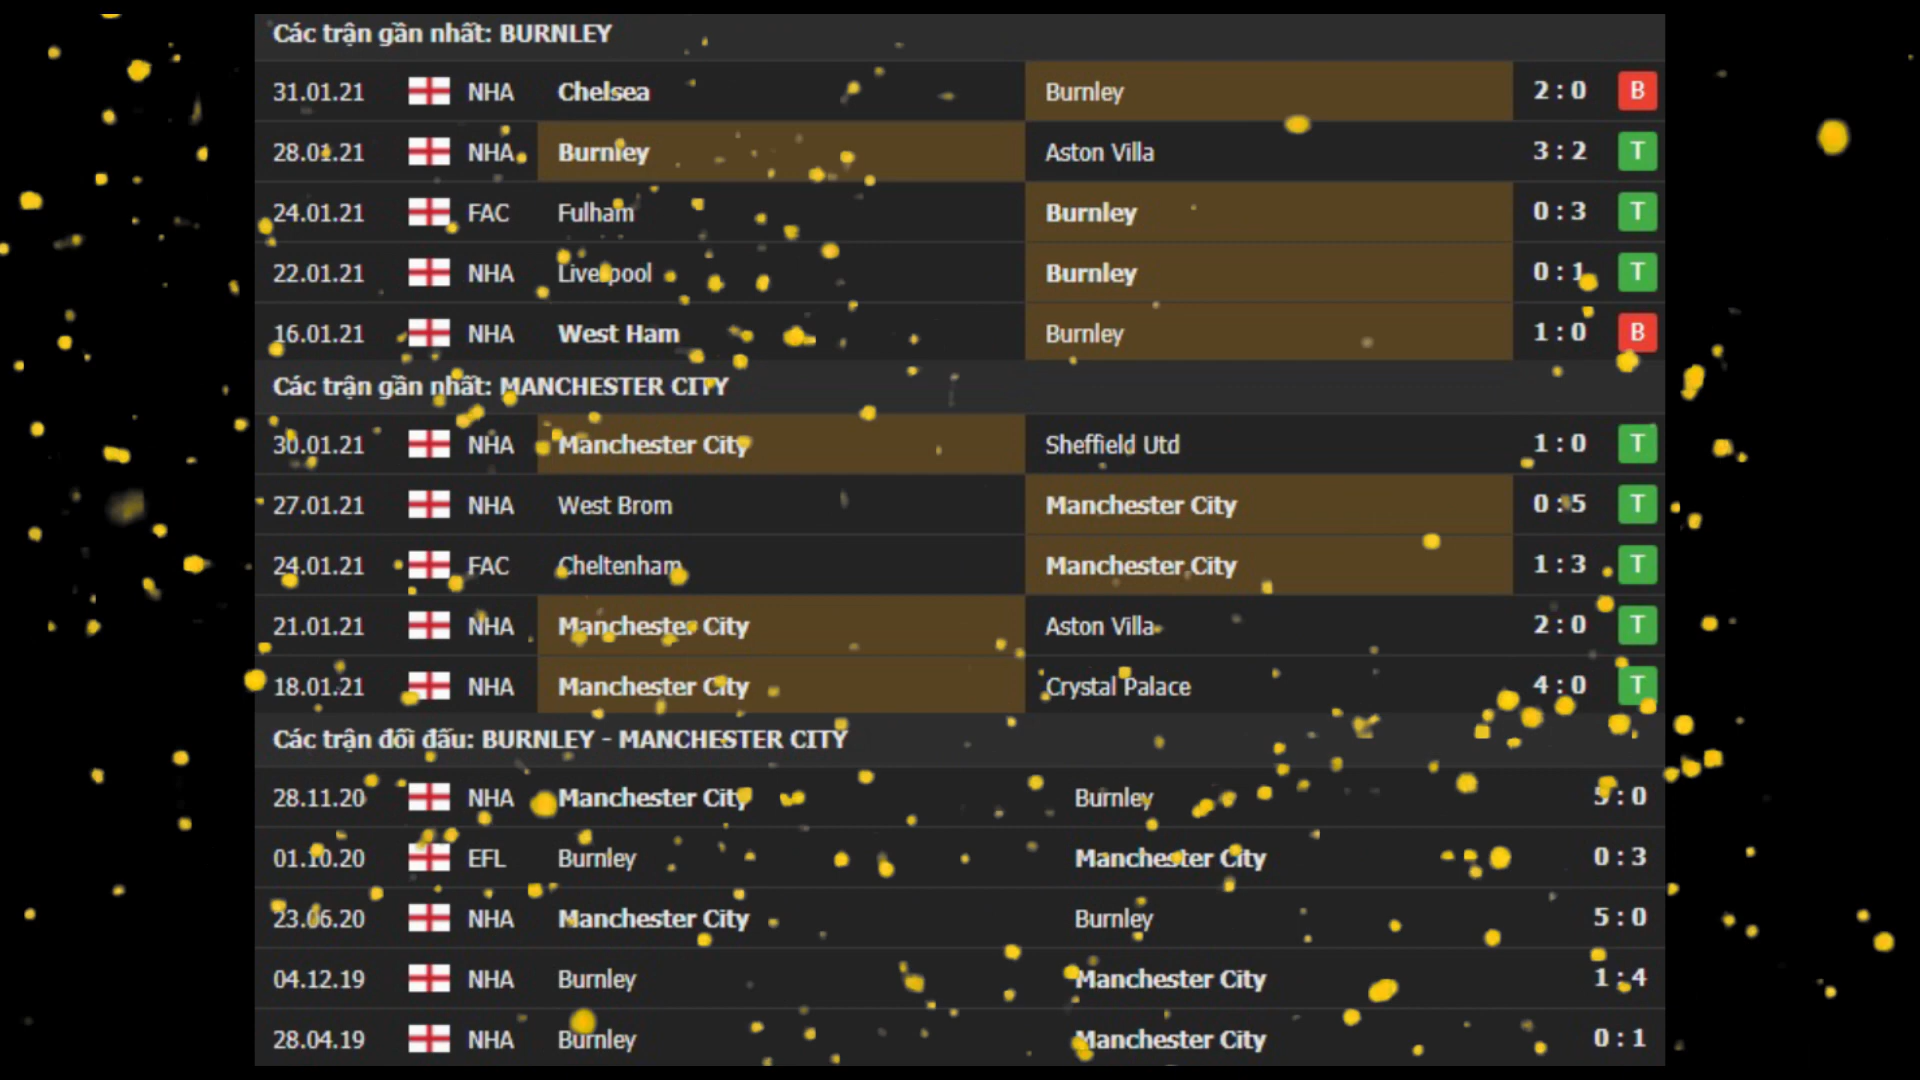 Các trận gần nhất: BURNLEY
31.01.21 NHA Chelsea Burnley 2 : 0 B
28.01.21 NHA Burnley Aston Villa 3 : 2 T
24.01.21 FAC Fulham Burnley 0 : 3 T
22.01.21 NHA Liverpool Burnley 0 : 1 T
16.01.21 NHA West Ham Burnley 1 : 0 B
Các trận gần nhất: MANCHESTER CITY
30.01.21 NHA Manchester City Sheffield Utd 1 : 0 T
27.01.21 NHA West Brom Manchester City 0 : 5 T
24.01.21 FAC Cheltenham Manchester City 1 : 3 T
21.01.21 NHA Manchester City Aston Villa 2 : 0 T
18.01.21 NHA Manchester City Crystal Palace 4 : 0 T
Các trận đối đầu: BURNLEY - MANCHESTER CITY
28.11.20 NHA Manchester City Burnley 5 : 0
01.10.20 EFL Burnley Manchester City 0 : 3
23.06.20 NHA Manchester City Burnley 5 : 0
04.12.19 NHA Burnley Manchester City 1 : 4
28.04.19 NHA Burnley Manchester City 0 : 1